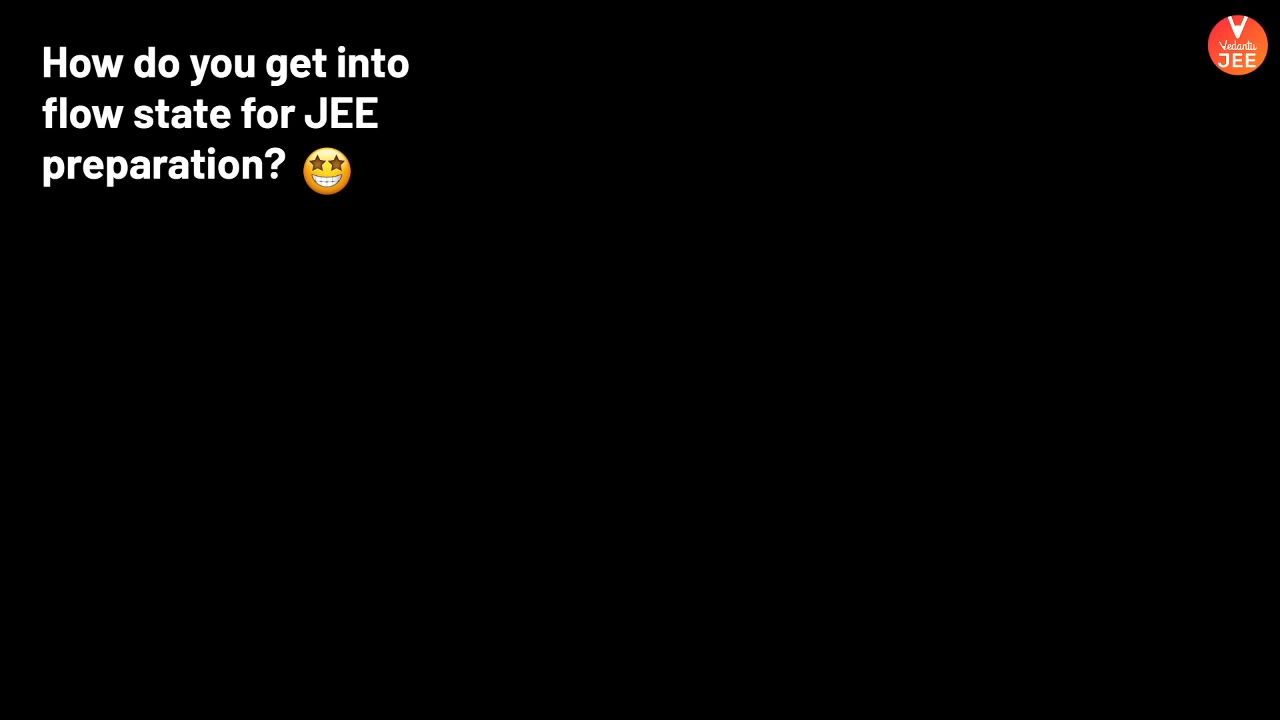 How do you get into
flow state for JEE
preparation? 🤩
Vedantu
JEE